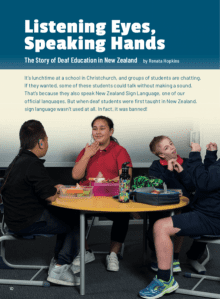 Listening Eyes,
Speaking Hands
The Story of Deaf Education in New Zealand by Renata Hopkins
It's lunchtime at a school in Christchurch, and groups of students are chatting.
If they wanted, some of these students could talk without making a sound.
That's because they also speak New Zealand Sign Language, one of our
official languages. But when deaf students were first taught in New Zealand,
sign language wasn't used at all. In fact, it was banned!